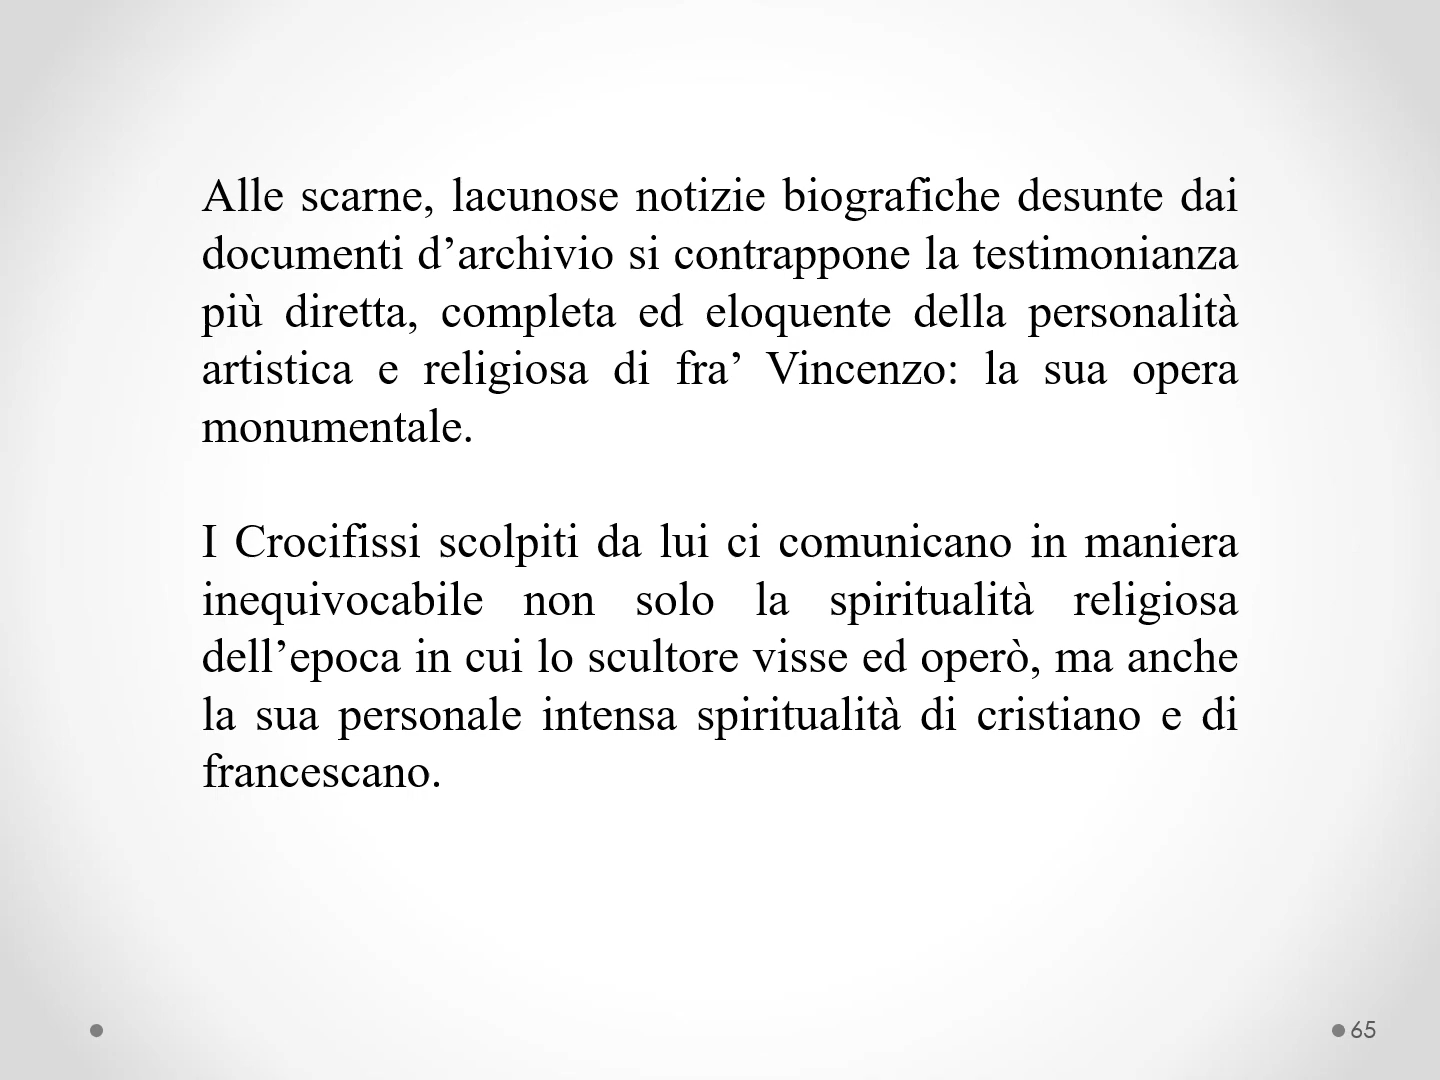 Alle scarne, lacunose notizie biografiche desunte dai
documenti d’archivio si contrappone la testimonianza
più diretta, completa ed eloquente della personalità
artistica e religiosa di fra’ Vincenzo: la sua opera
monumentale.
I Crocifissi scolpiti da lui ci comunicano in maniera
inequivocabile non solo la spiritualità religiosa
dell’epoca in cui lo scultore visse ed operò, ma anche
la sua personale intensa spiritualità di cristiano e di
francescano.
65